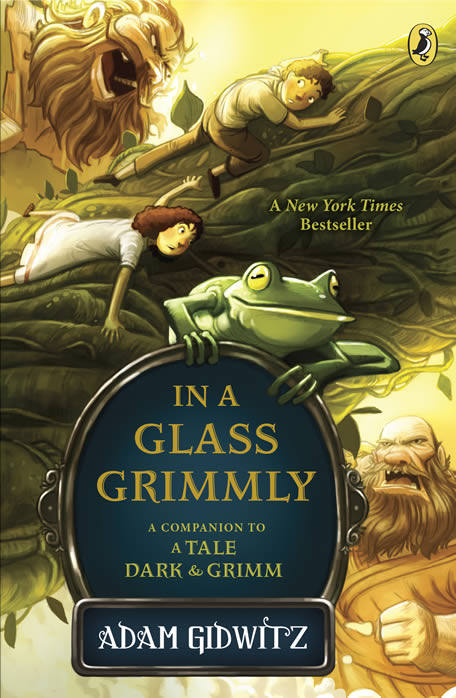 A New York Times
Bestseller
IN A
GLASS
GRIMMLY
A COMPANION TO
A TALE
DARK & GRIMM
ADAM GIDWITZ